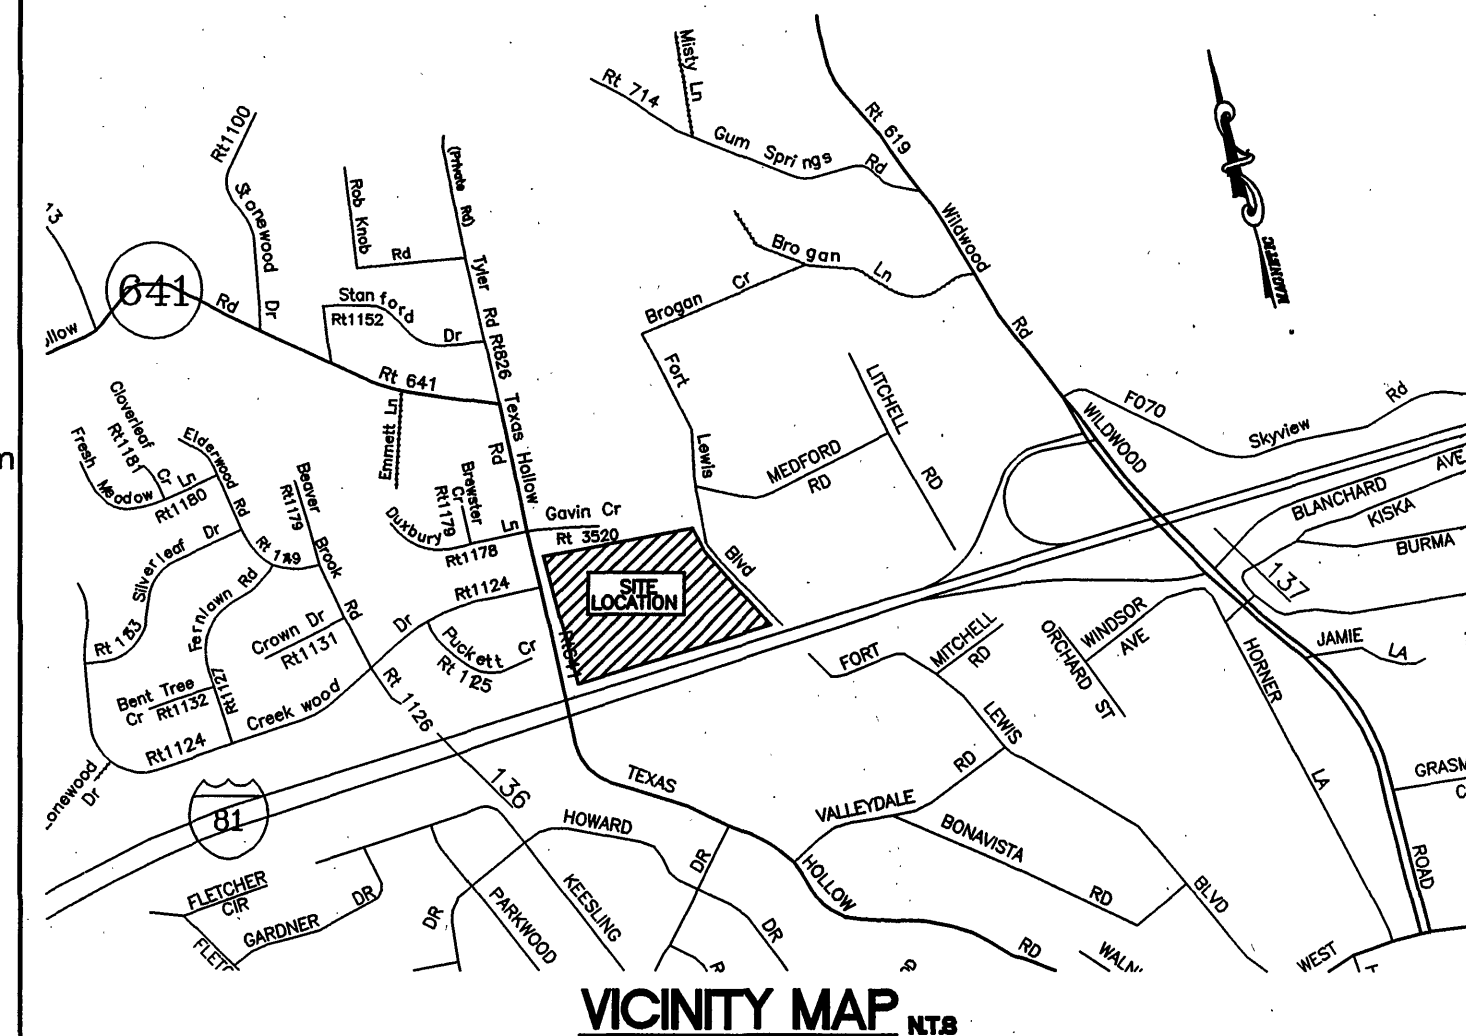 Misty Ln
Rt 714
Gum Springs Rd
Rt 619
Wildwood Rd
Rt1100
Stonewood Dr
13
641
Rd
Rob Knob
Rd
(Private Rd)
Tyler Rd Rt826
Stanford Dr
Rt1152
Rt 641
Emmett Ln
Texas Hollow Rd
Brogan Ln
Brogan Cr
Fort Lewis Blvd
MAGNETIC
LITCHELL RD
MEDFORD RD
F070
Skyview Rd
WILDWOOD
Cloverleaf Cr
Rt1181
Fresh Meadow Ln
Rt1180
Elderwood Rd
Beaver Brook Rd
Rt1179
Brewster Cr
Rt1179
Duxbury
Rt1178
Gavin Cr
Rt 3520
SITE LOCATION
Silverleaf Dr
Rt1124
Fernlawn Rd
Crown Dr
Rt1131
Puckett Cr
Bent Tree Cr
Rt1132
Rt1127
Creek wood Dr
Rt 1126
Rt1124
onewood Dr
81
136
137
BLANCHARD
AVE
KISKA
BURMA
FORT LEWIS BLVD
MITCHELL RD
ORCHARD ST
WINDSOR AVE
HORNER LA
JAMIE LA
TEXAS HOLLOW RD
HOWARD DR
VALLEYDALE RD
BONAVISTA RD
GRASM
ROAD
FLETCHER CIR
GARDNER DR
DR
PARKWOOD
KEESLING
DR
WEST
VICINITY MAP N.T.S